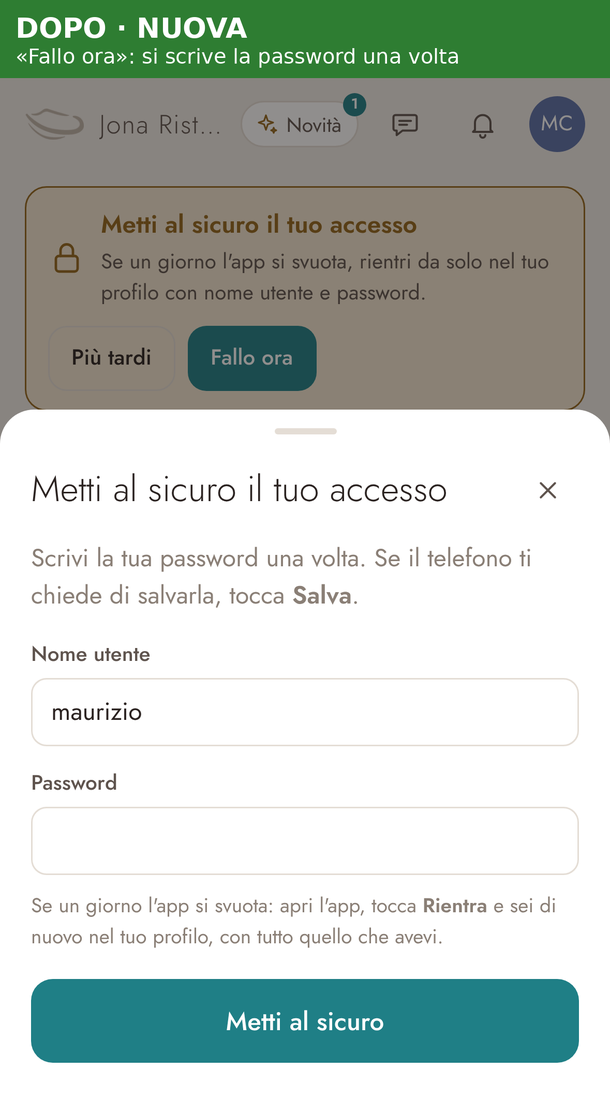 DOPO · NUOVA
«Fallo ora»: si scrive la password una volta
Jona Rist...
Novità
1
MC
Metti al sicuro il tuo accesso
Se un giorno l'app si svuota, rientri da solo nel tuo
profilo con nome utente e password.
Più tardi
Fallo ora
Metti al sicuro il tuo accesso
Scrivi la tua password una volta. Se il telefono ti
chiede di salvarla, tocca Salva.
Nome utente
maurizio
Password
Se un giorno l'app si svuota: apri l'app, tocca Rientra e sei di
nuovo nel tuo profilo, con tutto quello che avevi.
Metti al sicuro